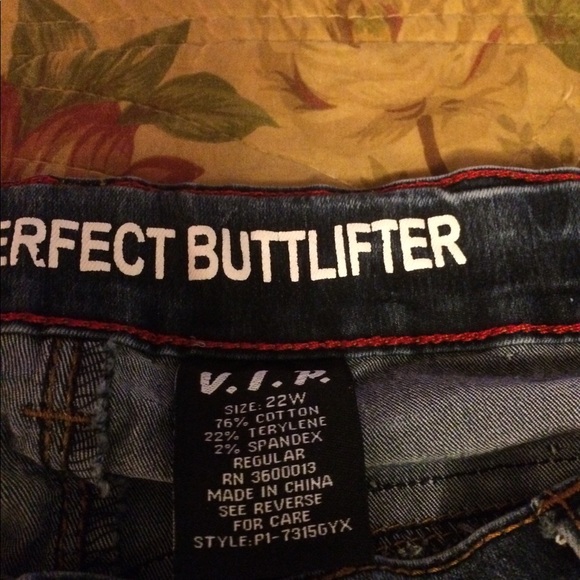 ERFECT BUTTLIFTER
V.I.P.
SIZE: 22W
76% COTTON
22% TERYLENE
2% SPANDEX
REGULAR
RN 3600013
MADE IN CHINA
SEE REVERSE
FOR CARE
STYLE:P1-7315GYX